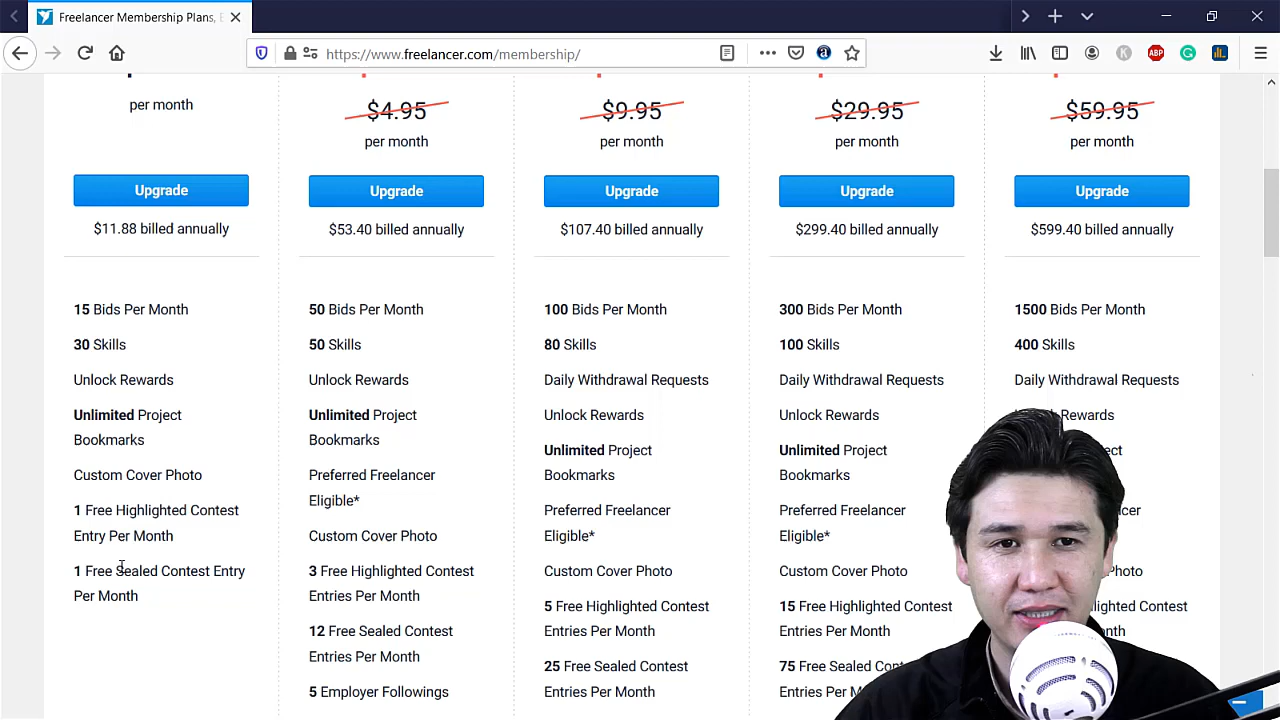 Freelancer Membership Plans,
https://www.freelancer.com/membership/
per month
Upgrade
$11.88 billed annually
15 Bids Per Month
30 Skills
Unlock Rewards
Unlimited Project
Bookmarks
Custom Cover Photo
1 Free Highlighted Contest
Entry Per Month
1 Free Sealed Contest Entry
Per Month
$4.95
per month
Upgrade
$53.40 billed annually
50 Bids Per Month
50 Skills
Unlock Rewards
Unlimited Project
Bookmarks
Preferred Freelancer
Eligible*
Custom Cover Photo
3 Free Highlighted Contest
Entries Per Month
12 Free Sealed Contest
Entries Per Month
5 Employer Followings
$9.95
per month
Upgrade
$107.40 billed annually
100 Bids Per Month
80 Skills
Daily Withdrawal Requests
Unlock Rewards
Unlimited Project
Bookmarks
Preferred Freelancer
Eligible*
Custom Cover Photo
5 Free Highlighted Contest
Entries Per Month
25 Free Sealed Contest
Entries Per Month
$29.95
per month
Upgrade
$299.40 billed annually
300 Bids Per Month
100 Skills
Daily Withdrawal Requests
Unlock Rewards
Unlimited Project
Bookmarks
Preferred Freelancer
Eligible*
Custom Cover Photo
15 Free Highlighted Contest
Entries Per Month
75 Free Sealed
Entries Per
$59.95
per month
Upgrade
$599.40 billed annually
1500 Bids Per Month
400 Skills
Daily Withdrawal Requests
Rewards
Photo
Contest